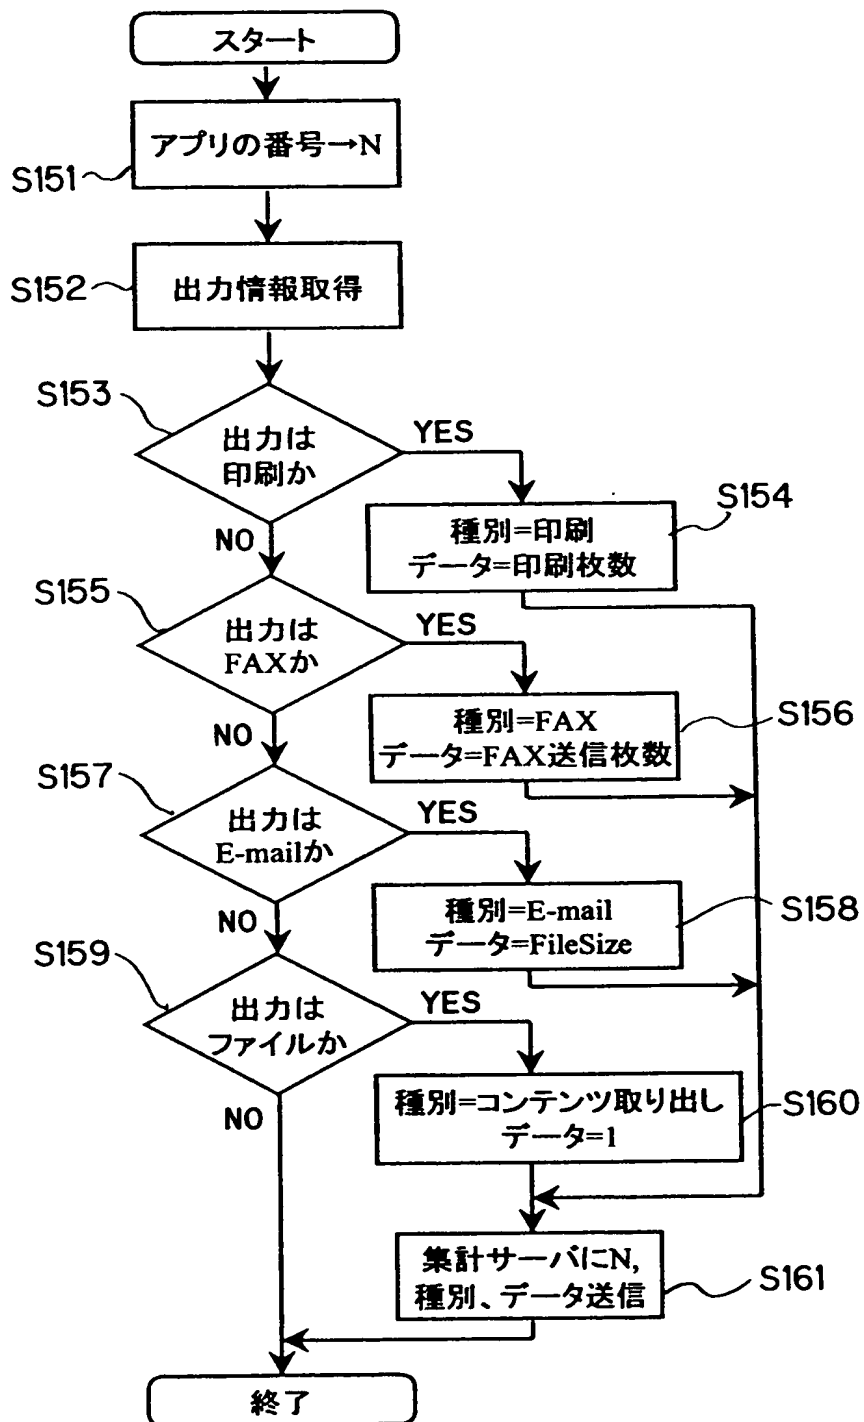 スタート
アプリの番号→N
S151
出力情報取得
S152
S153
出力は
印刷か
YES
NO
S154
種別=印刷
データ=印刷枚数
S155
出力は
FAXか
YES
NO
S156
種別=FAX
データ=FAX送信枚数
S157
出力は
E-mailか
YES
NO
S158
種別=E-mail
データ=FileSize
S159
出力は
ファイルか
YES
NO
S160
種別=コンテンツ取り出し
データ=1
集計サーバにN,
種別、データ送信
S161
終了